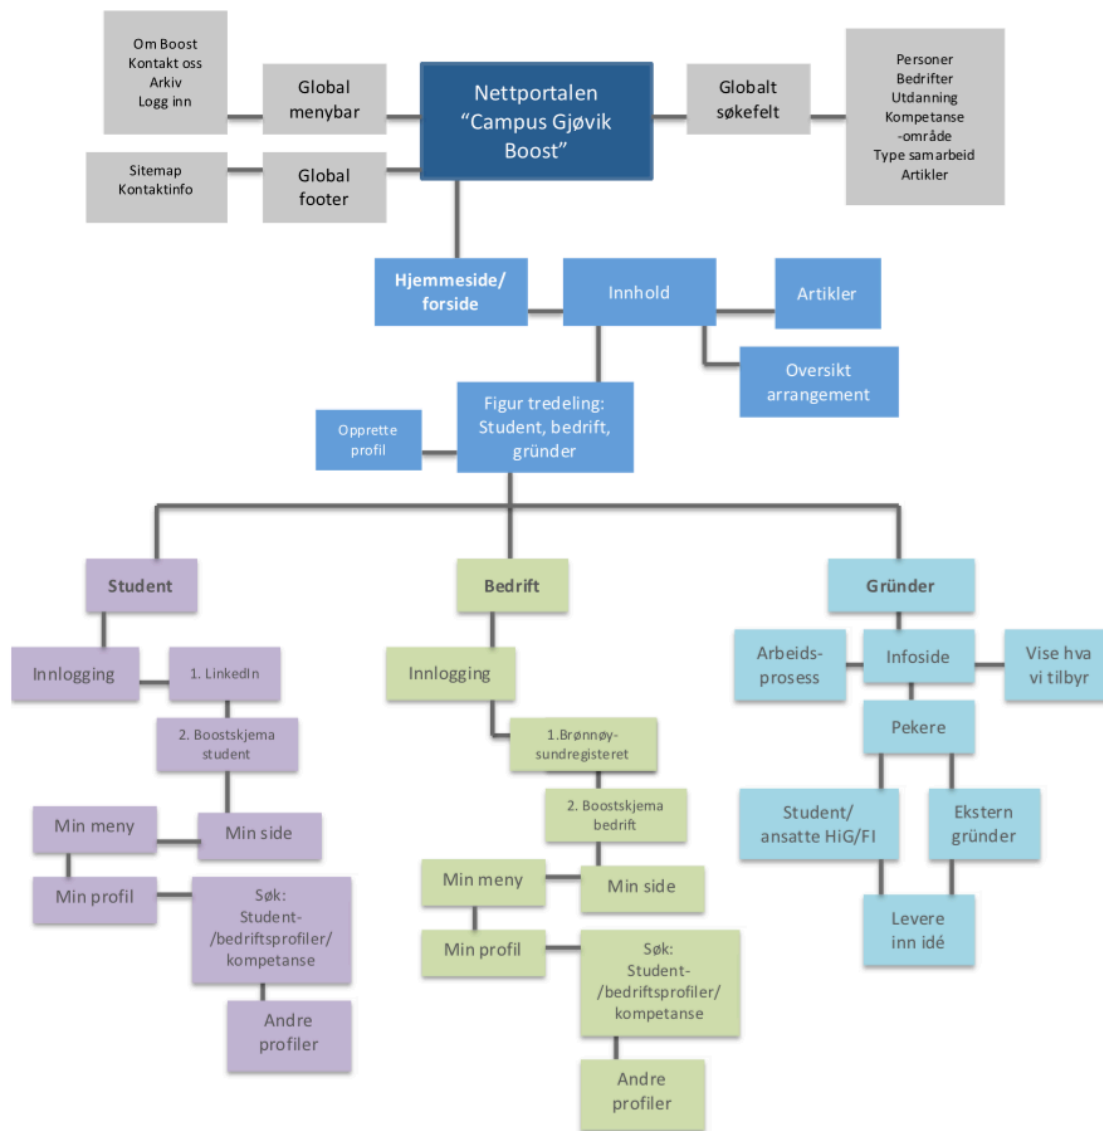 Om Boost
Kontakt oss
Arkiv
Logg inn
Global
menybar
Nettportalen
“Campus Gjøvik
Boost”
Globalt
søkefelt
Personer
Bedrifter
Utdanning
Kompetanse
-område
Type samarbeid
Artikler
Sitemap
Kontaktinfo
Global
footer
Hjemmeside/
forside
Innhold
Artikler
Oversikt
arrangement
Opprette
profil
Figur tredeling:
Student, bedrift,
gründer
Student
Innlogging
1. LinkedIn
2. Boostskjema
student
Min side
Min meny
Min profil
Søk:
Student-
/bedriftsprofiler/
kompetanse
Andre
profiler
Bedrift
Innlogging
1.Brønnøy-
sundregisteret
2. Boostskjema
bedrift
Min side
Min meny
Min profil
Søk:
Student-
/bedriftsprofiler/
kompetanse
Andre
profiler
Gründer
Arbeids-
prosess
Infoside
Vise hva
vi tilbyr
Pekere
Student/
ansatte HiG/FI
Ekstern
gründer
Levere
inn idé